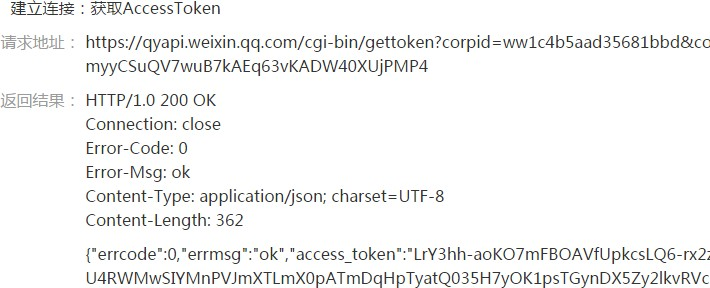 建立连接：获取AccessToken
请求地址： https://qyapi.weixin.qq.com/cgi-bin/gettoken?corpid=ww1c4b5aad35681bbd&co
myyCSuQV7wuB7kAEq63vKADW40XUjPMP4
返回结果： HTTP/1.0 200 OK
Connection: close
Error-Code: 0
Error-Msg: ok
Content-Type: application/json; charset=UTF-8
Content-Length: 362
{"errcode":0,"errmsg":"ok","access_token":"LrY3hh-aoKO7mFBOAVfUpkcsLQ6-rx2z
U4RWMwSIYMnPVJmXTLmX0pATmDqHpTyatQ035H7yOK1psTGynDX5Zy2lkvRVc